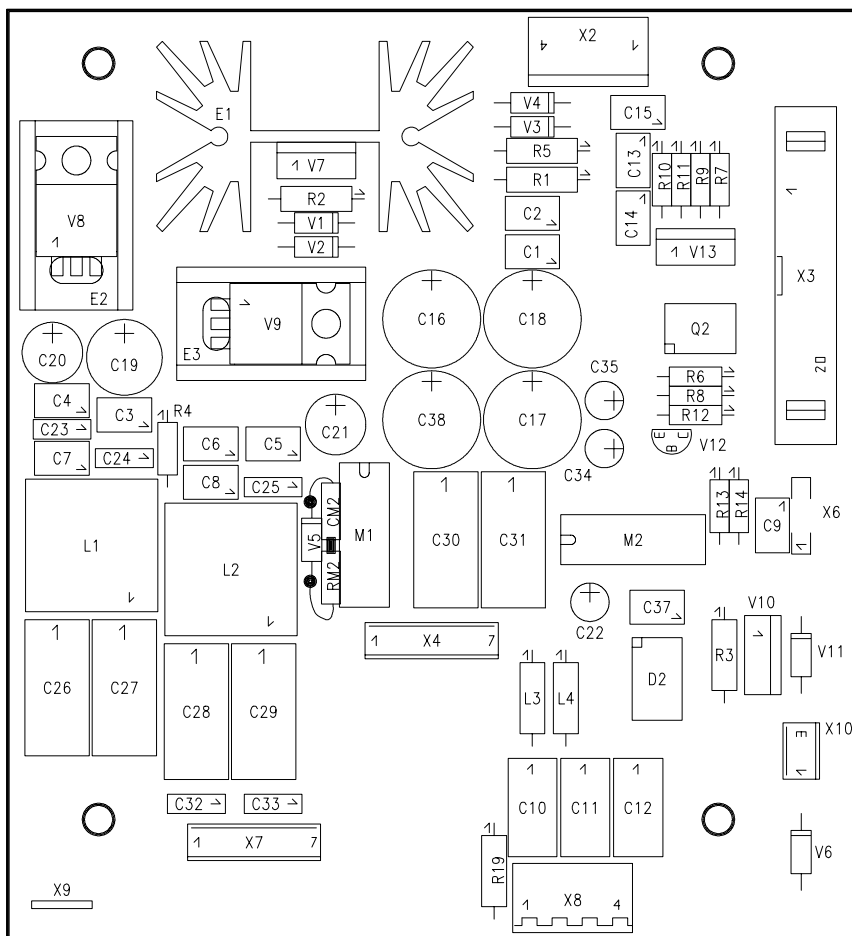 X2
4 1
E1
V4
V3
C15
R5
R1
C13
C14
R10
R11
R9
R7
1
V7
R2
V1
V2
C2
C1
V8
1
E2
1
V13
1
X3
20
V9
E3
C16
C18
Q2
C20
C19
C35
R6
R8
R12
C4
C3
R4
C23
C21
C38
C17
E
B
C
V12
C6
C5
C7
C24
C34
C8
C25
L1
L2
V5
CM2
RM2
M1
C30
C31
M2
R13
R14
C9
X6
1
C22
C37
1
C26
1
C27
1
X4
7
R3
V10
V11
D2
1
C28
1
C29
L3
L4
X10
E
1
1
C10
1
C11
1
C12
C32
C33
1
X7
7
R19
V6
X9
X8
1 4